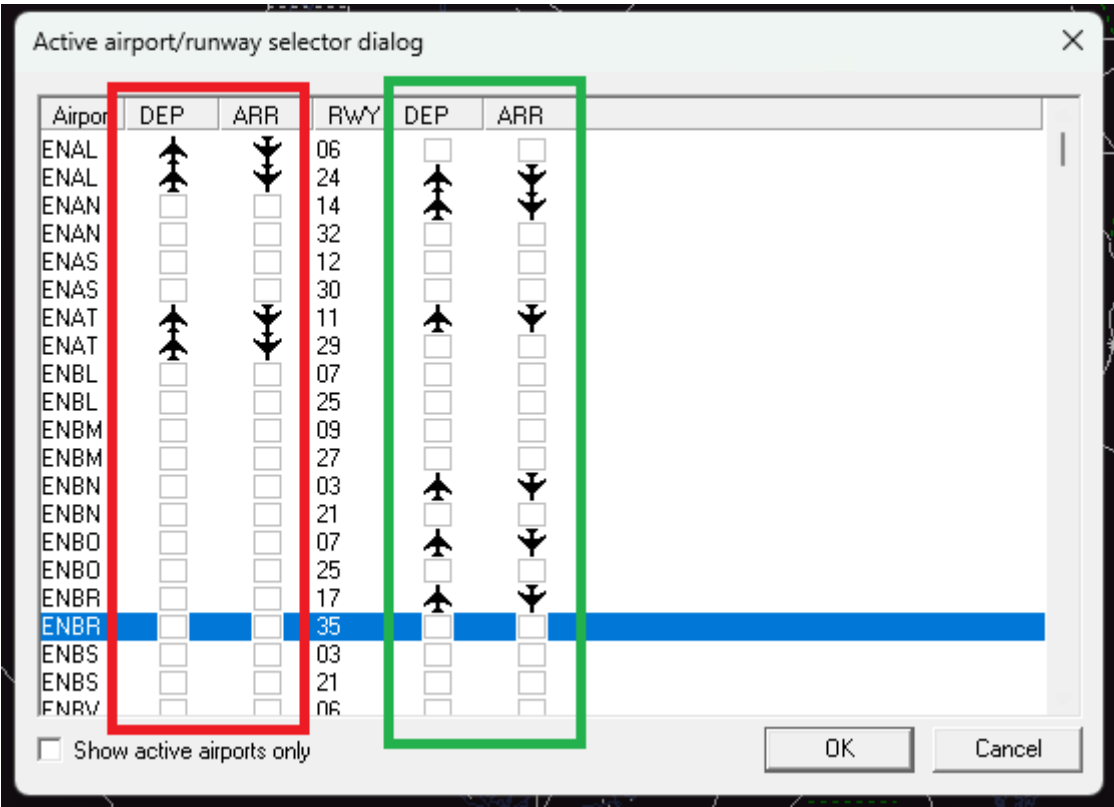 Active airport/runway selector dialog
Airpor DEP ARR RWY DEP ARR
ENAL 06
ENAL 24
ENAN 14
ENAN 32
ENAS 12
ENAS 30
ENAT 11
ENAT 29
ENBL 07
ENBL 25
ENBM 09
ENBM 27
ENBN 03
ENBN 21
ENBO 07
ENBO 25
ENBR 17
ENBR 35
ENBS 03
ENBS 21
ENBV 06
Show active airports only
OK Cancel